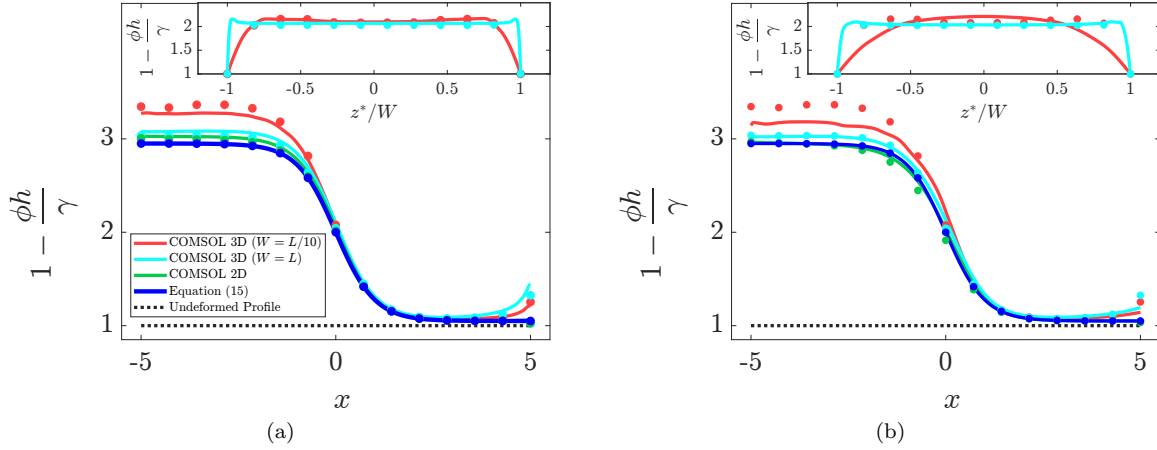 2
1.5
1
1 − ϕh/γ
-1
-0.5
0
0.5
1
z*/W
3
2
1
1 − ϕh/γ
COMSOL 3D (W = L/10)
COMSOL 3D (W = L)
COMSOL 2D
Equation (15)
Undeformed Profile
-5
0
5
x
(a)
2
1.5
1
1 − ϕh/γ
-1
-0.5
0
0.5
1
z*/W
3
2
1
1 − ϕh/γ
-5
0
5
x
(b)